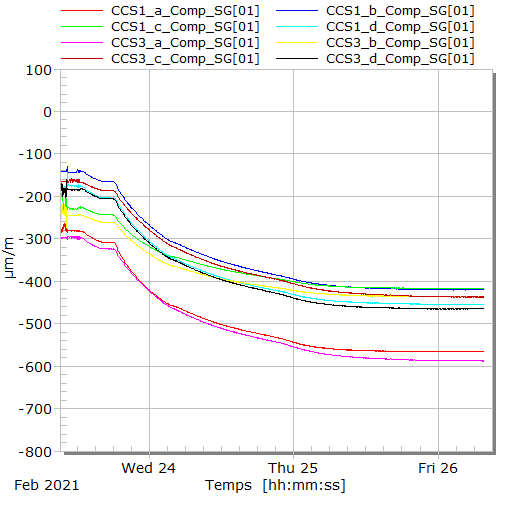 CCS1_a_Comp_SG[01] CCS1_b_Comp_SG[01]
CCS1_c_Comp_SG[01] CCS1_d_Comp_SG[01]
CCS3_a_Comp_SG[01] CCS3_b_Comp_SG[01]
CCS3_c_Comp_SG[01] CCS3_d_Comp_SG[01]
100
0
-100
-200
-300
-400
-500
-600
-700
-800
µm/m
Wed 24 Thu 25 Fri 26
Feb 2021 Temps [hh:mm:ss]